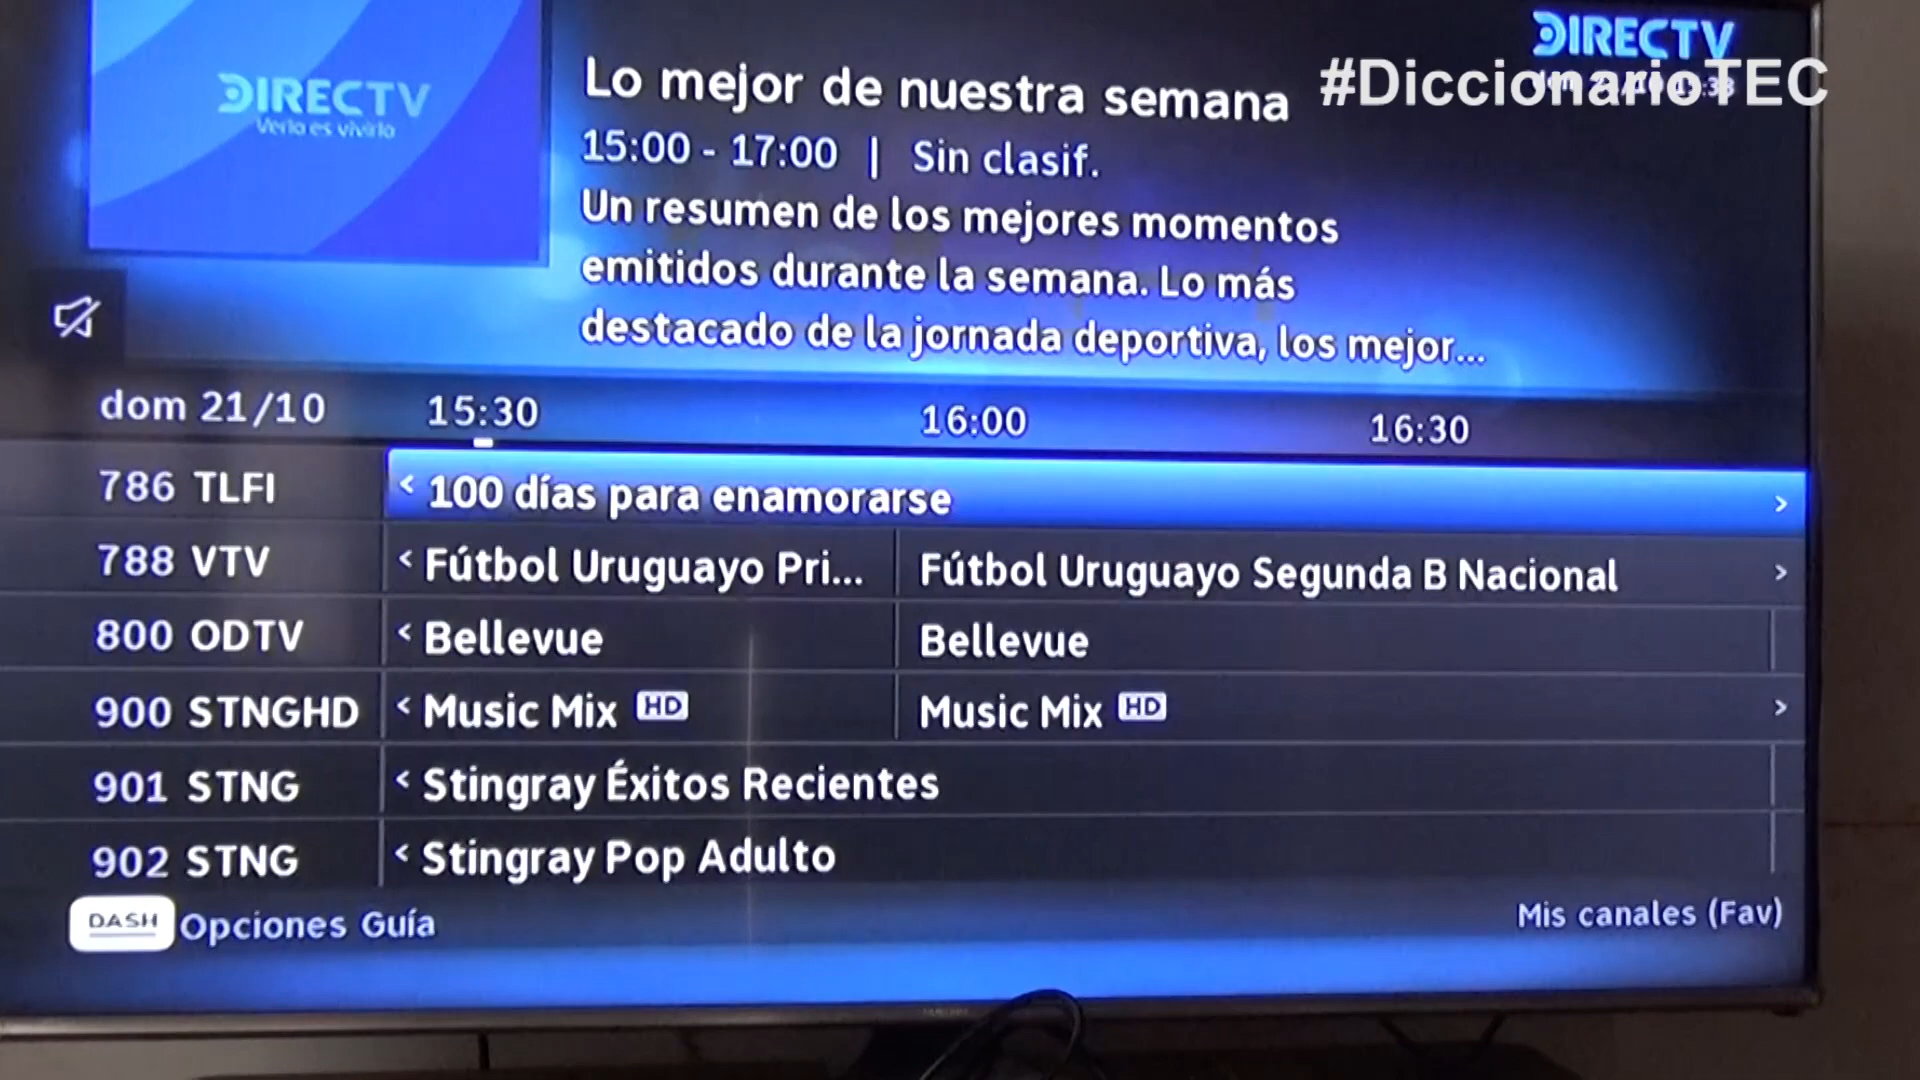 DIRECTV
#DiccionarioTEC
DIRECTV
Verlo es vivirlo
Lo mejor de nuestra semana
15:00 - 17:00 | Sin clasif.
Un resumen de los mejores momentos
emitidos durante la semana. Lo más
destacado de la jornada deportiva, los mejor...
dom 21/10 15:30 16:00 16:30
786 TLFI < 100 días para enamorarse >
788 VTV < Fútbol Uruguayo Pri... Fútbol Uruguayo Segunda B Nacional >
800 ODTV < Bellevue Bellevue
900 STNGHD < Music Mix HD Music Mix HD >
901 STNG < Stingray Éxitos Recientes
902 STNG < Stingray Pop Adulto
DASH Opciones Guía Mis canales (Fav)